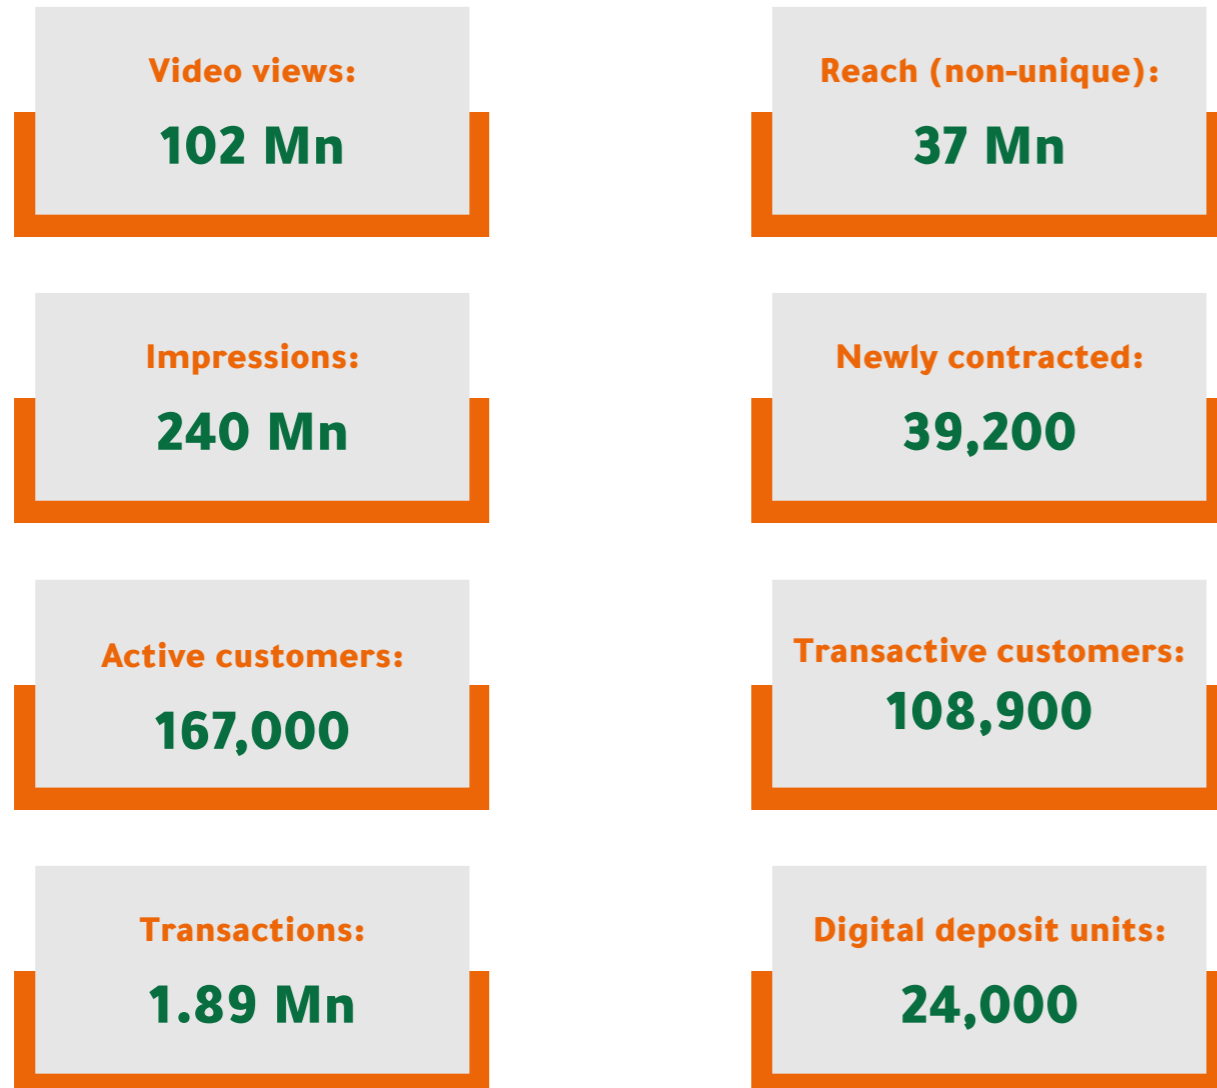 Video views:
102 Mn
Reach (non-unique):
37 Mn
Impressions:
240 Mn
Newly contracted:
39,200
Active customers:
167,000
Transactive customers:
108,900
Transactions:
1.89 Mn
Digital deposit units:
24,000